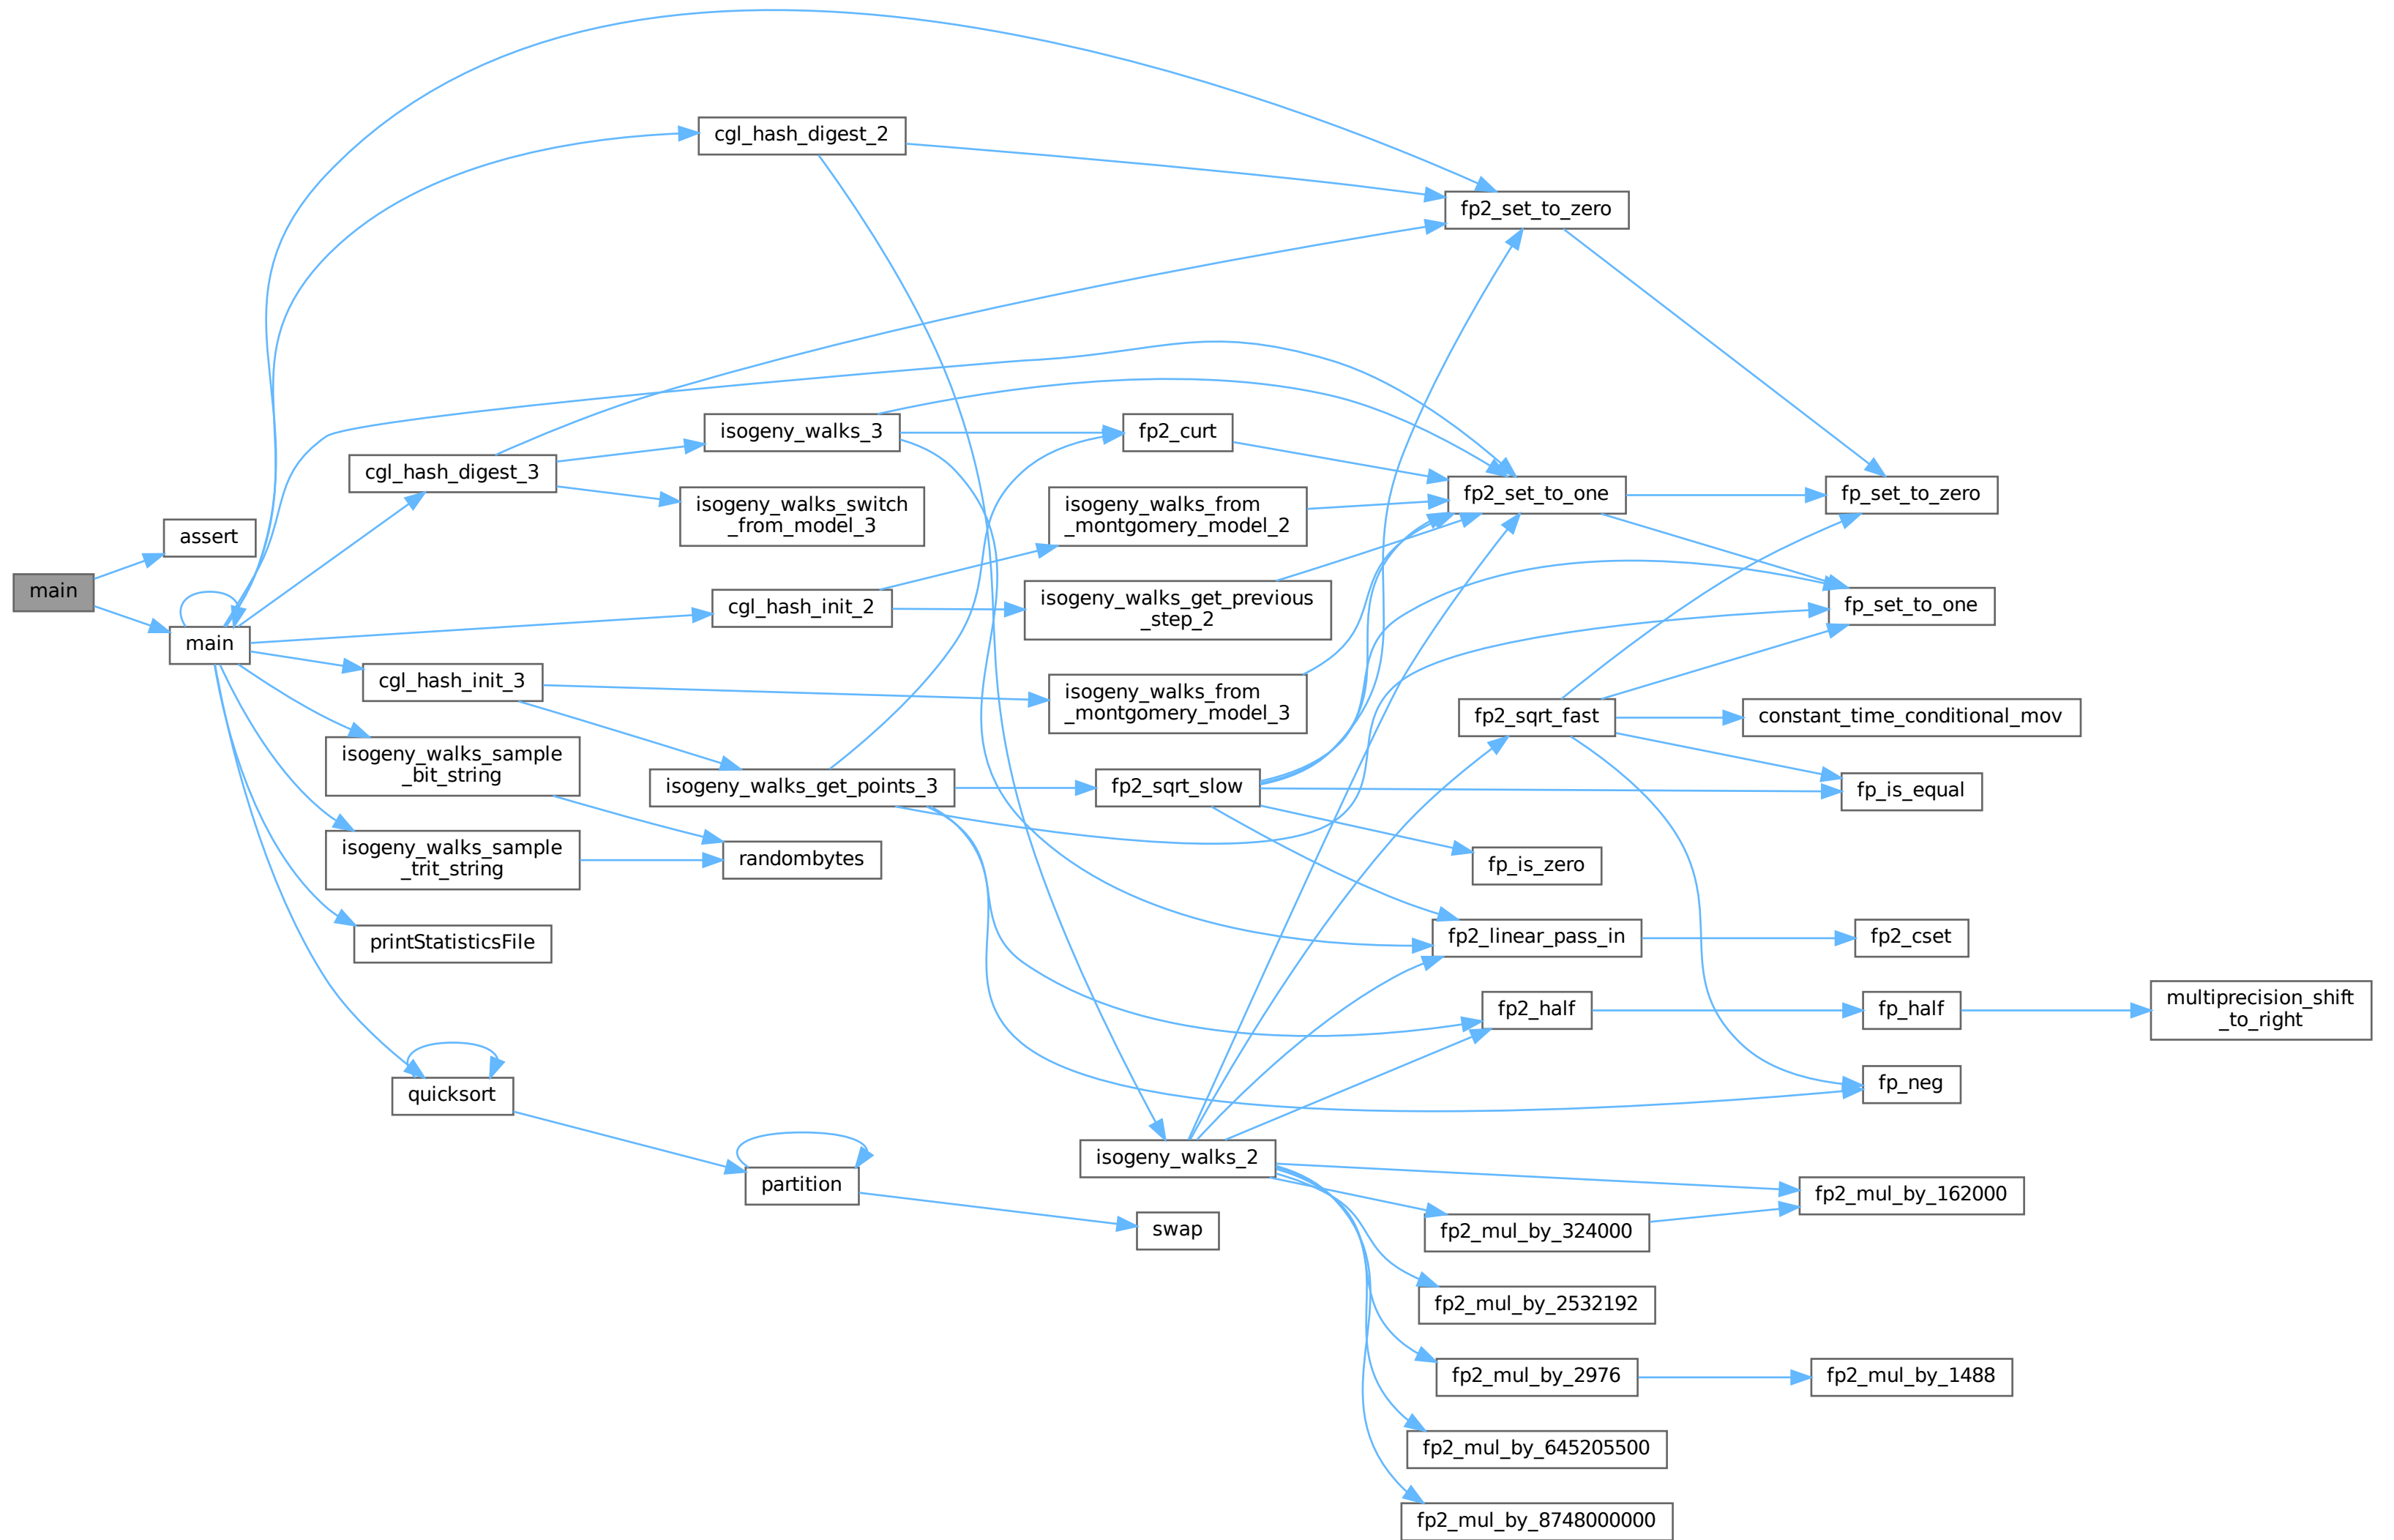 main
assert
main
cgl_hash_digest_2
cgl_hash_digest_3
cgl_hash_init_2
cgl_hash_init_3
isogeny_walks_sample
_bit_string
isogeny_walks_sample
_trit_string
printStatisticsFile
quicksort
isogeny_walks_3
isogeny_walks_switch
_from_model_3
isogeny_walks_get_points_3
randombytes
partition
swap
fp2_curt
isogeny_walks_from
_montgomery_model_2
isogeny_walks_get_previous
_step_2
isogeny_walks_from
_montgomery_model_3
fp2_sqrt_slow
isogeny_walks_2
fp2_set_to_zero
fp2_set_to_one
fp2_sqrt_fast
fp_is_zero
fp2_linear_pass_in
fp2_half
fp2_mul_by_324000
fp2_mul_by_2532192
fp2_mul_by_2976
fp2_mul_by_645205500
fp2_mul_by_8748000000
fp_set_to_zero
fp_set_to_one
constant_time_conditional_mov
fp_is_equal
fp2_cset
fp_half
fp_neg
fp2_mul_by_162000
fp2_mul_by_1488
multiprecision_shift
_to_right